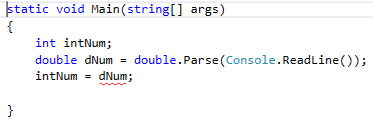 static void Main(string[] args)
{
    int intNum;
    double dNum = double.Parse(Console.ReadLine());
    intNum = dNum;
}